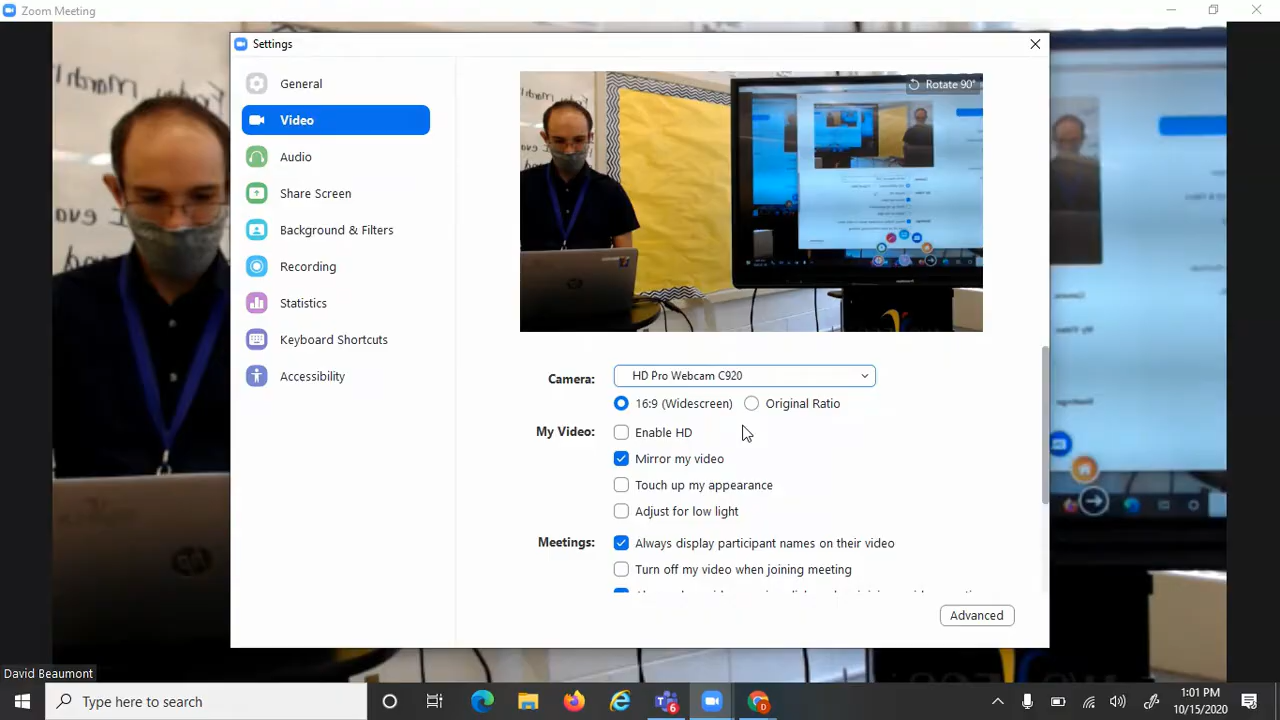 Zoom Meeting
Settings
General
Video
Audio
Share Screen
Background & Filters
Recording
Statistics
Keyboard Shortcuts
Accessibility
Rotate 90°
Camera:
HD Pro Webcam C920
16:9 (Widescreen)
Original Ratio
My Video:
Enable HD
Mirror my video
Touch up my appearance
Adjust for low light
Meetings:
Always display participant names on their video
Turn off my video when joining meeting
Advanced
David Beaumont
Type here to search
6
D
1:01 PM
10/15/2020